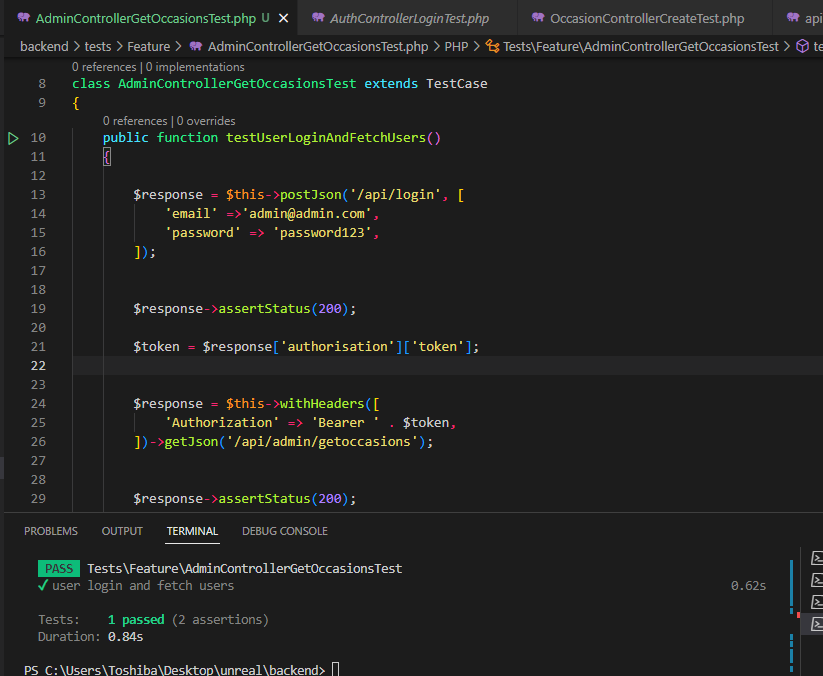 AdminControllerGetOccasionsTest.php U
AuthControllerLoginTest.php
OccasionControllerCreateTest.php
api
backend > tests > Feature > AdminControllerGetOccasionsTest.php > PHP > Tests\Feature\AdminControllerGetOccasionsTest > te
0 references | 0 implementations
8 class AdminControllerGetOccasionsTest extends TestCase
9 {
0 references | 0 overrides
10 public function testUserLoginAndFetchUsers()
11 {
12
13 $response = $this->postJson('/api/login', [
14 'email' =>'admin@admin.com',
15 'password' => 'password123',
16 ]);
17
18
19 $response->assertStatus(200);
20
21 $token = $response['authorisation']['token'];
22
23
24 $response = $this->withHeaders([
25 'Authorization' => 'Bearer ' . $token,
26 ])->getJson('/api/admin/getoccasions');
27
28
29 $response->assertStatus(200);
PROBLEMS OUTPUT TERMINAL DEBUG CONSOLE
PASS Tests\Feature\AdminControllerGetOccasionsTest
✓ user login and fetch users 0.62s
Tests: 1 passed (2 assertions)
Duration: 0.84s
PS C:\Users\Toshiba\Desktop\unreal\backend>